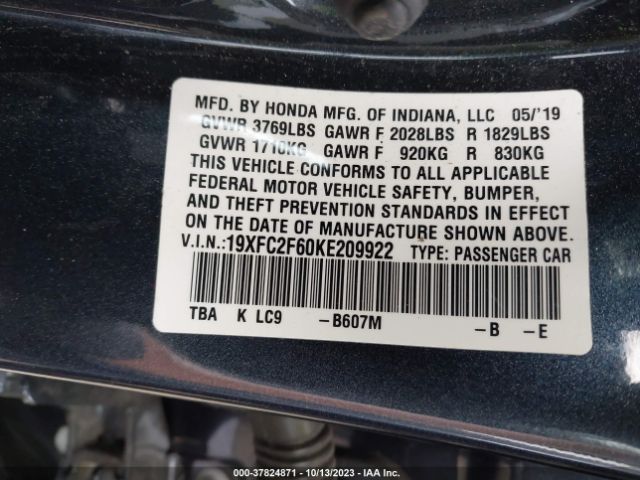 MFD. BY HONDA MFG. OF INDIANA, LLC 05/'19
GVWR 3769LBS GAWR F 2028LBS R 1829LBS
GVWR 1710KG GAWR F 920KG R 830KG
THIS VEHICLE CONFORMS TO ALL APPLICABLE
FEDERAL MOTOR VEHICLE SAFETY, BUMPER,
AND THEFT PREVENTION STANDARDS IN EFFECT
ON THE DATE OF MANUFACTURE SHOWN ABOVE.
V.I.N.:19XFC2F60KE209922 TYPE: PASSENGER CAR
TBA K LC9 -B607M -B -E
000-37824871 | 10/13/2023 | IAA Inc.